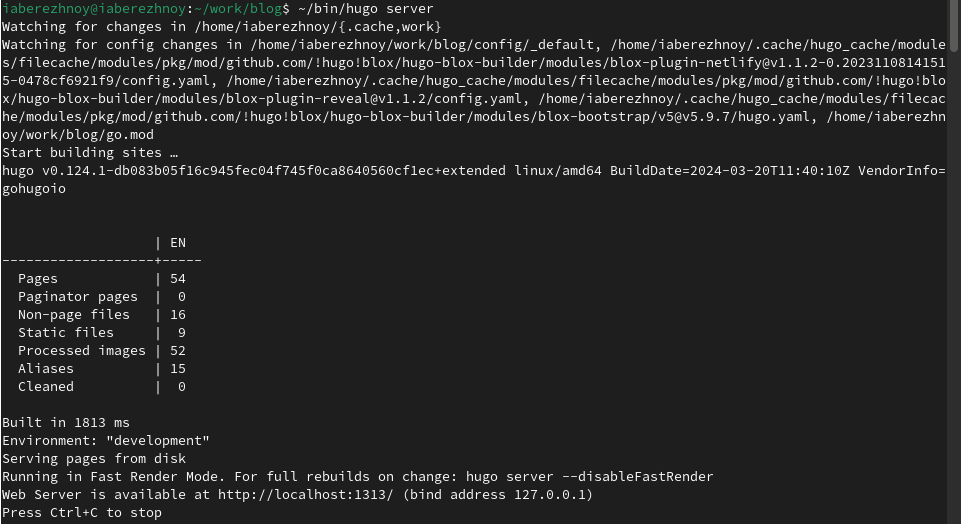 iaberezhnoy@iaberezhnoy:~/work/blog$ ~/bin/hugo server
Watching for changes in /home/iaberezhnoy/{.cache,work}
Watching for config changes in /home/iaberezhnoy/work/blog/config/_default, /home/iaberezhnoy/.cache/hugo_cache/module
s/filecache/modules/pkg/mod/github.com/!hugo!blox/hugo-blox-builder/modules/blox-plugin-netlify@v1.1.2-0.2023110814151
5-0478cf6921f9/config.yaml, /home/iaberezhnoy/.cache/hugo_cache/modules/filecache/modules/pkg/mod/github.com/!hugo!blo
x/hugo-blox-builder/modules/blox-plugin-reveal@v1.1.2/config.yaml, /home/iaberezhnoy/.cache/hugo_cache/modules/filecac
he/modules/pkg/mod/github.com/!hugo!blox/hugo-blox-builder/modules/blox-bootstrap/v5@v5.9.7/hugo.yaml, /home/iaberezhn
oy/work/blog/go.mod
Start building sites …
hugo v0.124.1-db083b05f16c945fec04f745f0ca8640560cf1ec+extended linux/amd64 BuildDate=2024-03-20T11:40:10Z VendorInfo=
gohugoio
                   | EN
-------------------+-----
  Pages            | 54
  Paginator pages  |  0
  Non-page files   | 16
  Static files     |  9
  Processed images | 52
  Aliases          | 15
  Cleaned          |  0
Built in 1813 ms
Environment: "development"
Serving pages from disk
Running in Fast Render Mode. For full rebuilds on change: hugo server --disableFastRender
Web Server is available at http://localhost:1313/ (bind address 127.0.0.1)
Press Ctrl+C to stop